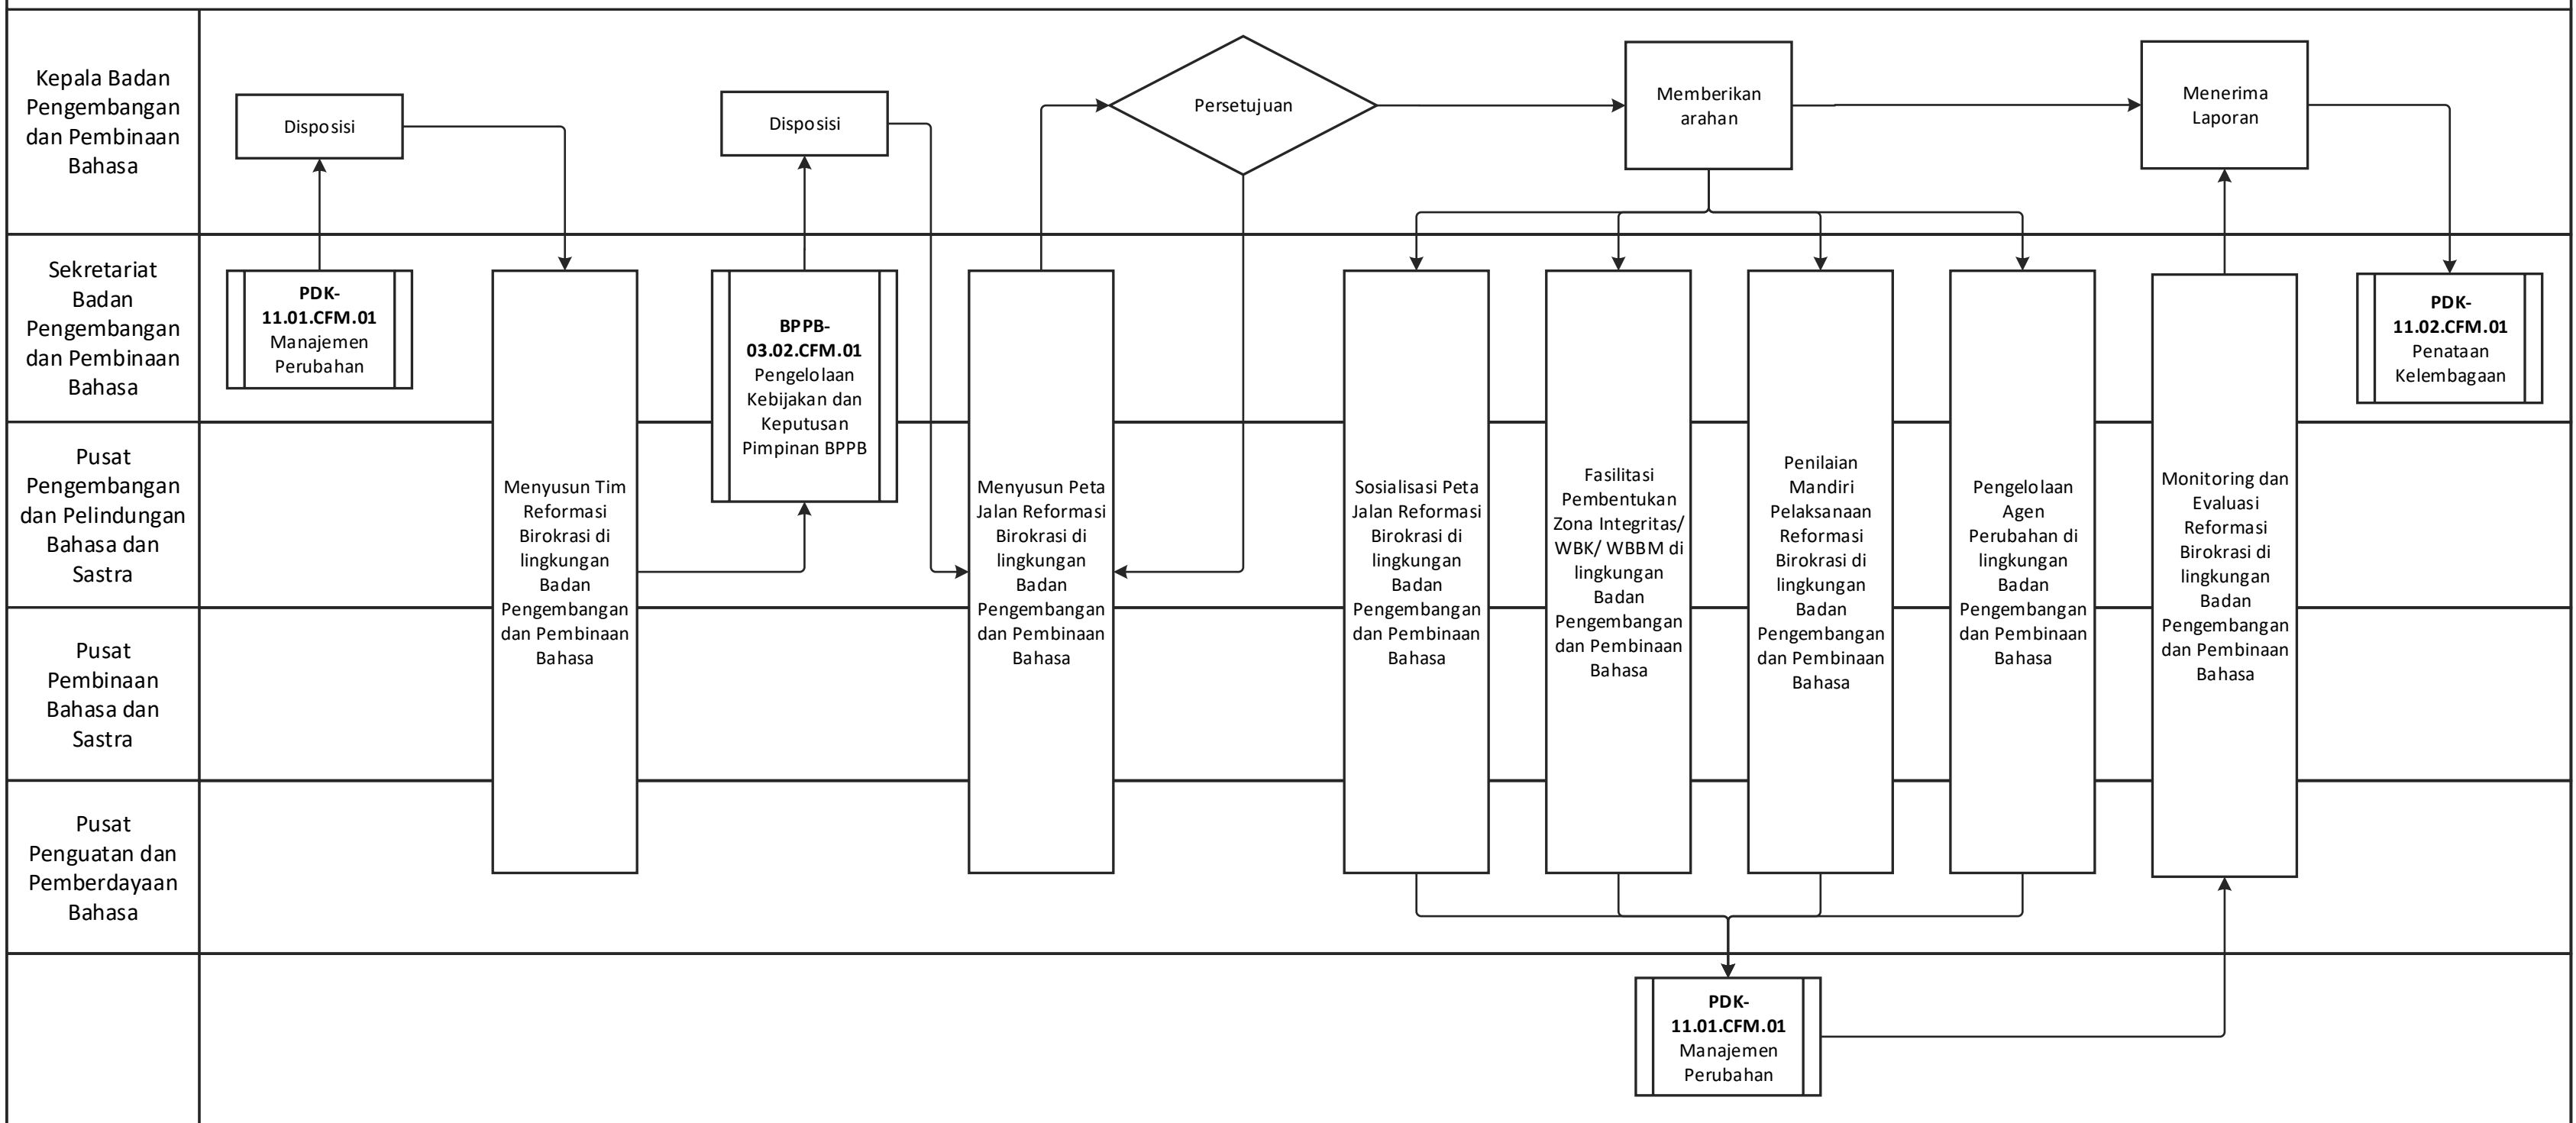 Kepala Badan
Pengembangan
dan Pembinaan
Bahasa
Disposisi
Disposisi
Persetujuan
Memberikan
arahan
Menerima
Laporan
Sekretariat
Badan
Pengembangan
dan Pembinaan
Bahasa
PDK-
11.01.CFM.01
Manajemen
Perubahan
Menyusun Tim
Reformasi
Birokrasi di
lingkungan
Badan
Pengembangan
dan Pembinaan
Bahasa
BPPB-
03.02.CFM.01
Pengelolaan
Kebijakan dan
Keputusan
Pimpinan BPPB
Menyusun Peta
Jalan Reformasi
Birokrasi di
lingkungan
Badan
Pengembangan
dan Pembinaan
Bahasa
Sosialisasi Peta
Jalan Reformasi
Birokrasi di
lingkungan
Badan
Pengembangan
dan Pembinaan
Bahasa
Fasilitasi
Pembentukan
Zona Integritas/
WBK/ WBBM di
lingkungan
Badan
Pengembangan
dan Pembinaan
Bahasa
Penilaian
Mandiri
Pelaksanaan
Reformasi
Birokrasi di
lingkungan
Badan
Pengembangan
dan Pembinaan
Bahasa
Pengelolaan
Agen
Perubahan di
lingkungan
Badan
Pengembangan
dan Pembinaan
Bahasa
Monitoring dan
Evaluasi
Reformasi
Birokrasi di
lingkungan
Badan
Pengembangan
dan Pembinaan
Bahasa
PDK-
11.02.CFM.01
Penataan
Kelembagaan
Pusat
Pengembangan
dan Pelindungan
Bahasa dan
Sastra
Pusat
Pembinaan
Bahasa dan
Sastra
Pusat
Penguatan dan
Pemberdayaan
Bahasa
PDK-
11.01.CFM.01
Manajemen
Perubahan